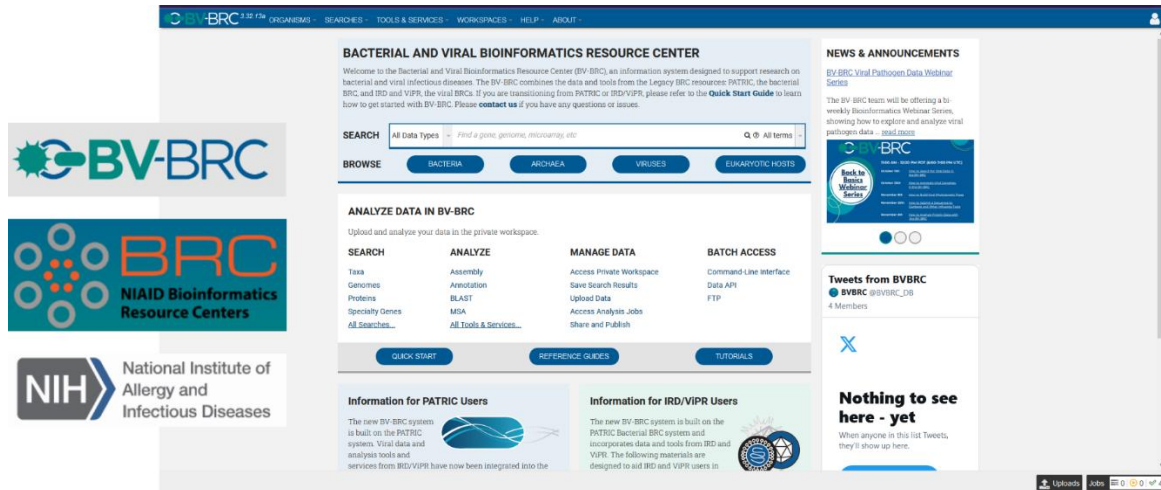 BV-BRC 3.32.13a ORGANISMS SEARCHES TOOLS & SERVICES WORKSPACES HELP ABOUT
BV-BRC
BRC
NIAID Bioinformatics
Resource Centers
NIH
National Institute of
Allergy and
Infectious Diseases
BACTERIAL AND VIRAL BIOINFORMATICS RESOURCE CENTER
Welcome to the Bacterial and Viral Bioinformatics Resource Center (BV-BRC), an information system designed to support research on
bacterial and viral infectious diseases. The BV-BRC combines the data and tools from the Legacy BRC resources: PATRIC, the bacterial
BRC, and IRD and ViPR, the viral BRCs. If you are transitioning from PATRIC or IRD/ViPR, please refer to the Quick Start Guide to learn
how to get started with BV-BRC. Please contact us if you have any questions or issues.
SEARCH All Data Types Find a gene, genome, microarray, etc All terms
BROWSE BACTERIA ARCHAEA VIRUSES EUKARYOTIC HOSTS
ANALYZE DATA IN BV-BRC
Upload and analyze your data in the private workspace.
SEARCH ANALYZE MANAGE DATA BATCH ACCESS
Taxa Assembly Access Private Workspace Command-Line Interface
Genomes Annotation Save Search Results Data API
Proteins BLAST Upload Data FTP
Specialty Genes MSA Access Analysis Jobs
All Searches... All Tools & Services... Share and Publish
QUICK START REFERENCE GUIDES TUTORIALS
Information for PATRIC Users
The new BV-BRC system
is built on the PATRIC
system. Viral data and
analysis tools and
services from IRD/ViPR have now been integrated into the
Information for IRD/ViPR Users
The new BV-BRC system is built on the
PATRIC Bacterial BRC system and
incorporates data and tools from IRD and
ViPR. The following materials are
designed to aid IRD and ViPR users in
NEWS & ANNOUNCEMENTS
BV-BRC Viral Pathogen Data Webinar
Series
The BV-BRC team will be offering a bi-
weekly Bioinformatics Webinar Series,
showing how to explore and analyze viral
pathogen data ... read more
BV-BRC
Back to
Basics
Webinar
Series
Tweets from BVBRC
BVBRC @BVBRC_DB
4 Members
Nothing to see
here - yet
When anyone in this list Tweets,
they'll show up here.
Uploads Jobs 0 0